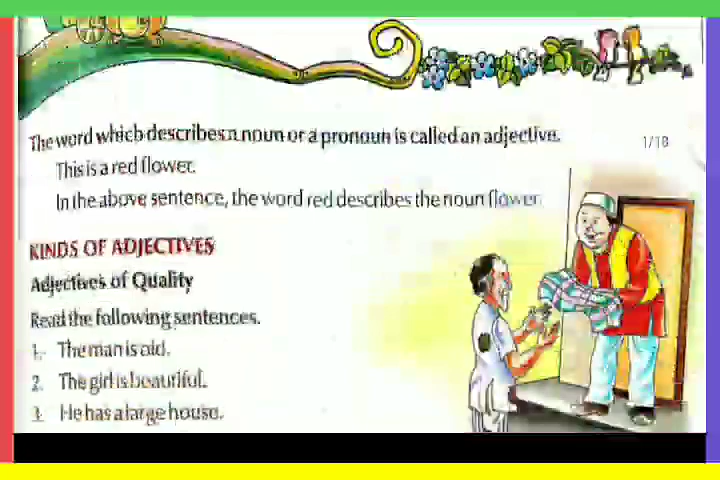 The word which describes a noun or a pronoun is called an adjective.
1/18
This is a red flower.
In the above sentence, the word red describes the noun flower.
KINDS OF ADJECTIVES
Adjectives of Quality
Read the following sentences.
1. The man is old.
2. The girl is beautiful.
3. He has a large house.